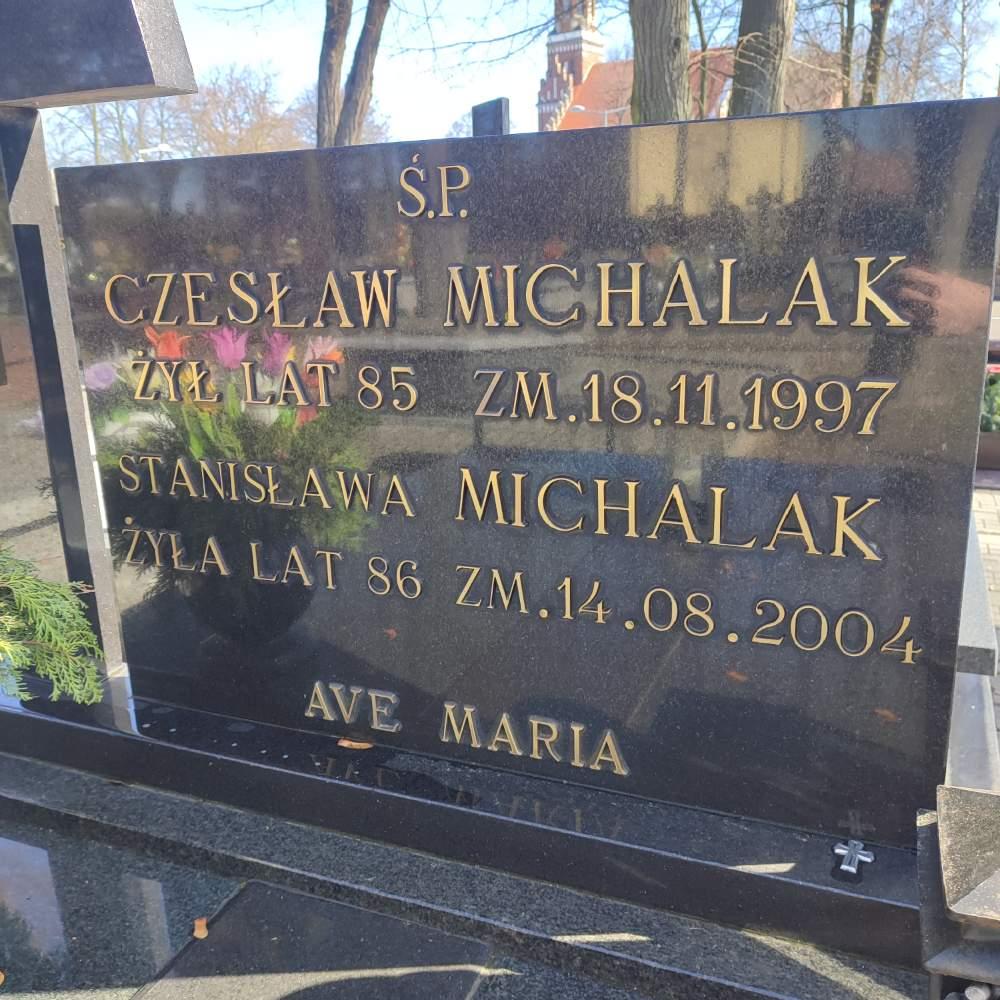 Ś.P.
CZESŁAW MICHALAK
ŻYŁ LAT 85 ZM. 18.11.1997
STANISŁAWA MICHALAK
ŻYŁA LAT 86 ZM. 14.08.2004
AVE MARIA